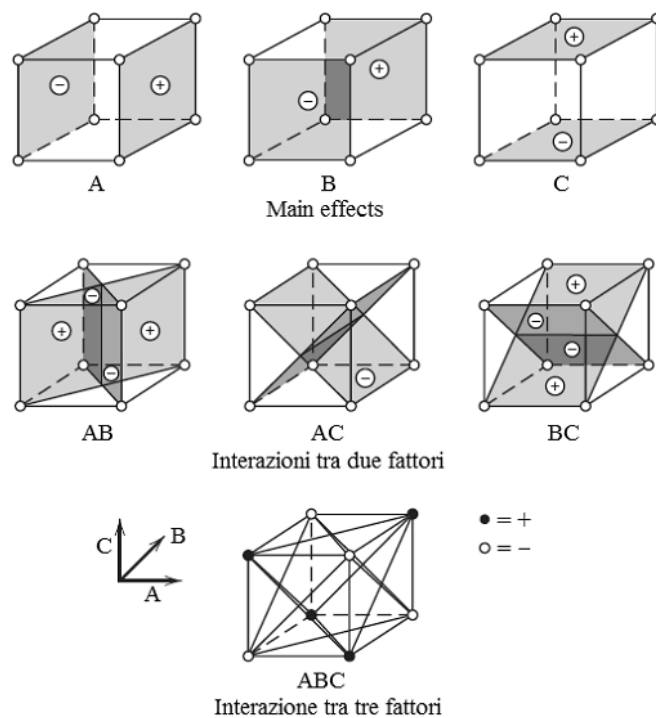 − + − + + −
A B C
Main effects
− + + − − + − − +
AB AC BC
Interazioni tra due fattori
C B ● = +
A ○ = −
ABC
Interazione tra tre fattori